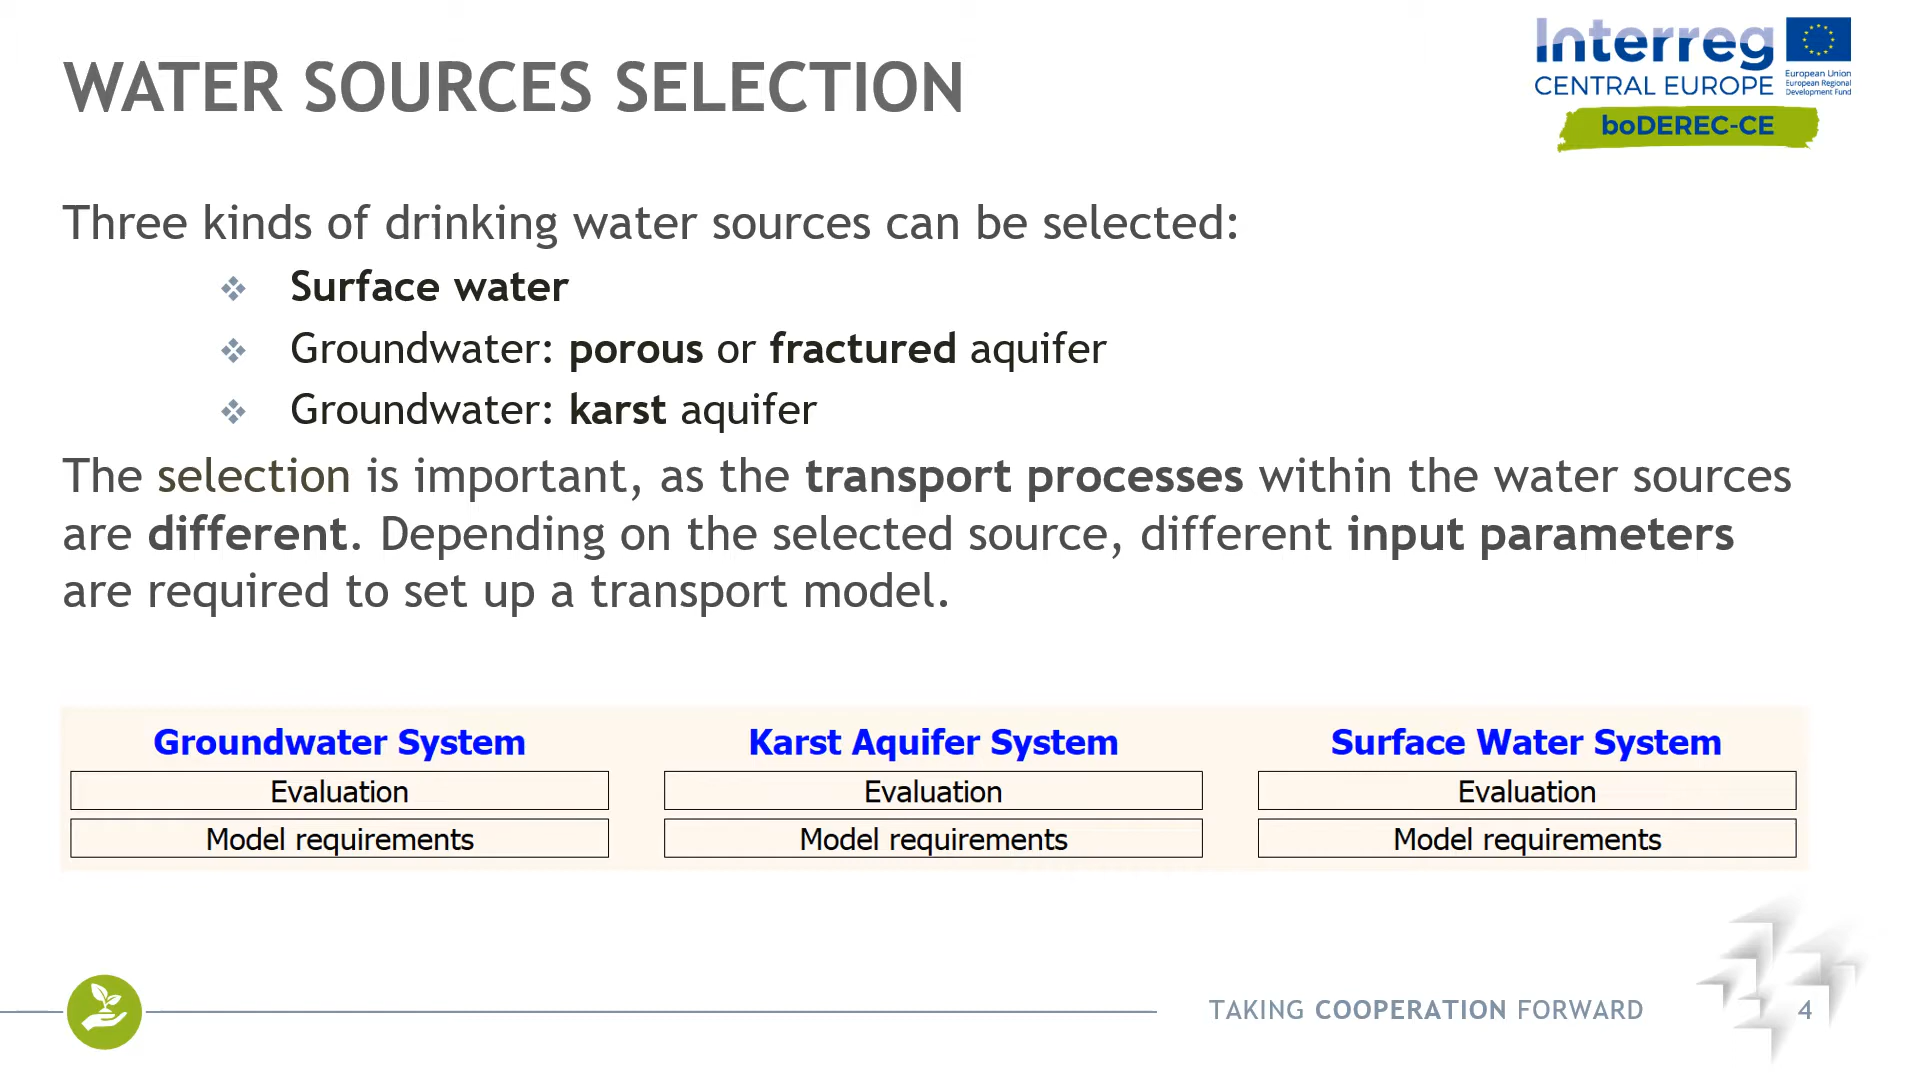 WATER SOURCES SELECTION
Interreg
CENTRAL EUROPE
European Union
European Regional
Development Fund
boDEREC-CE
Three kinds of drinking water sources can be selected:
Surface water
Groundwater: porous or fractured aquifer
Groundwater: karst aquifer
The selection is important, as the transport processes within the water sources
are different. Depending on the selected source, different input parameters
are required to set up a transport model.
Groundwater System
Evaluation
Model requirements
Karst Aquifer System
Evaluation
Model requirements
Surface Water System
Evaluation
Model requirements
TAKING COOPERATION FORWARD
4